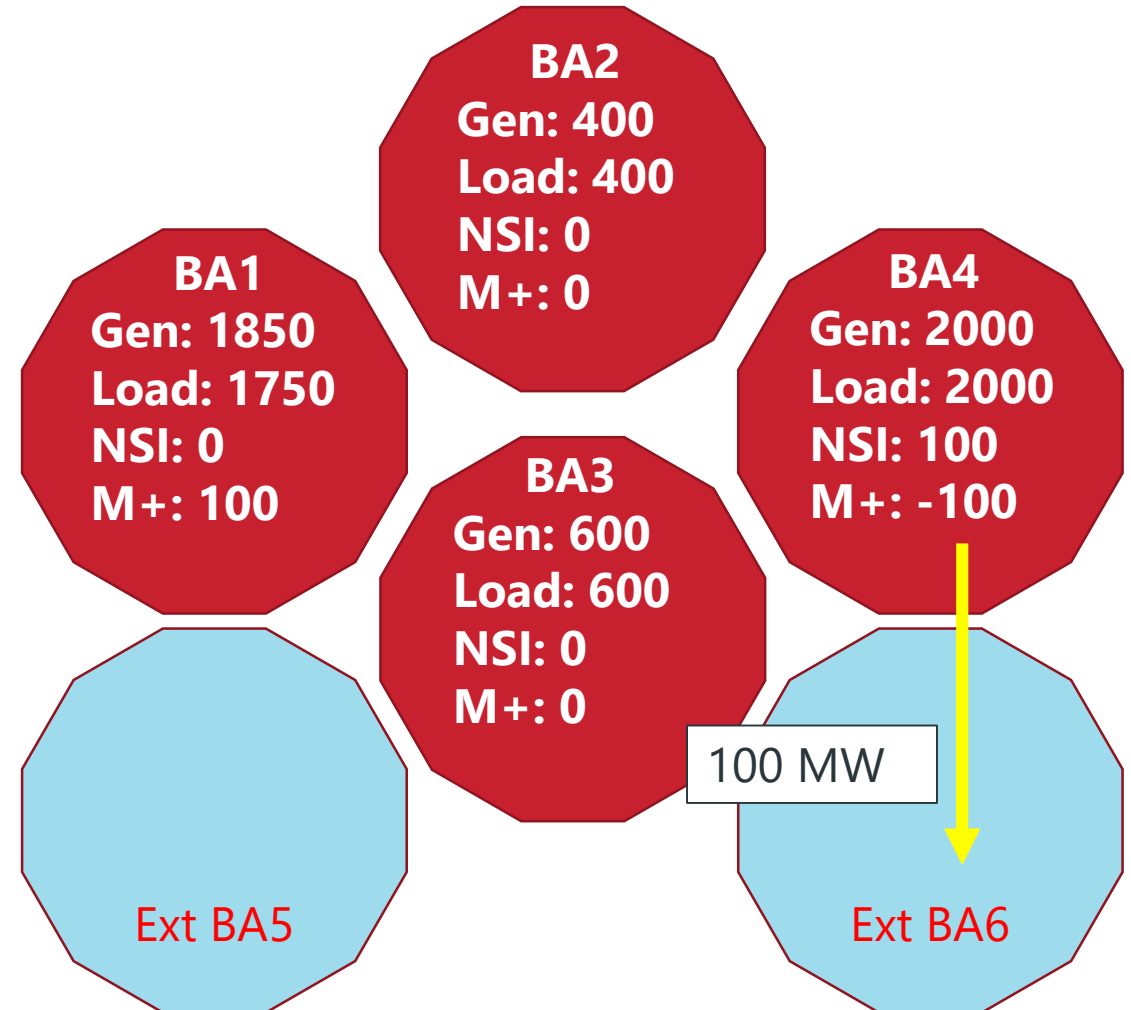 BA2
Gen: 400
Load: 400
NSI: 0
M+: 0
BA1
Gen: 1850
Load: 1750
NSI: 0
M+: 100
BA4
Gen: 2000
Load: 2000
NSI: 100
M+: -100
BA3
Gen: 600
Load: 600
NSI: 0
M+: 0
100 MW
Ext BA5
Ext BA6